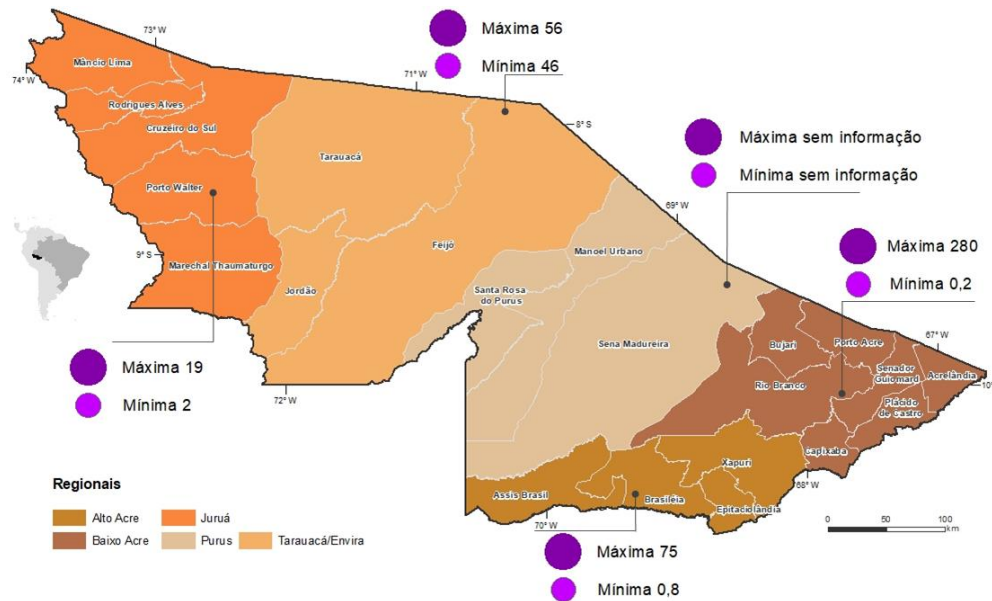 73° W
74° W
Mâncio Lima
Rodrigues Alves
Cruzeiro do Sul
Porto Walter
9° S
Marechal Thaumaturgo
Máxima 19
Mínima 2
Máxima 56
Mínima 46
71° W
8° S
Tarauacá
Feijó
Jordão
72° W
Máxima sem informação
Mínima sem informação
69° W
Manoel Urbano
Santa Rosa
do Purus
Sena Madureira
Máxima 280
Mínima 0,2
67° W
Bujari
Porto Acre
Senador
Guiomard
Acrelândia
10°
Rio Branco
Plácido
de Castro
Capixaba
68° W
Xapuri
Assis Brasil
Brasiléia
Epitaciolândia
70° W
Máxima 75
Mínima 0,8
0 50 100
km
Regionais
Alto Acre
Juruá
Baixo Acre
Purus
Tarauacá/Envira